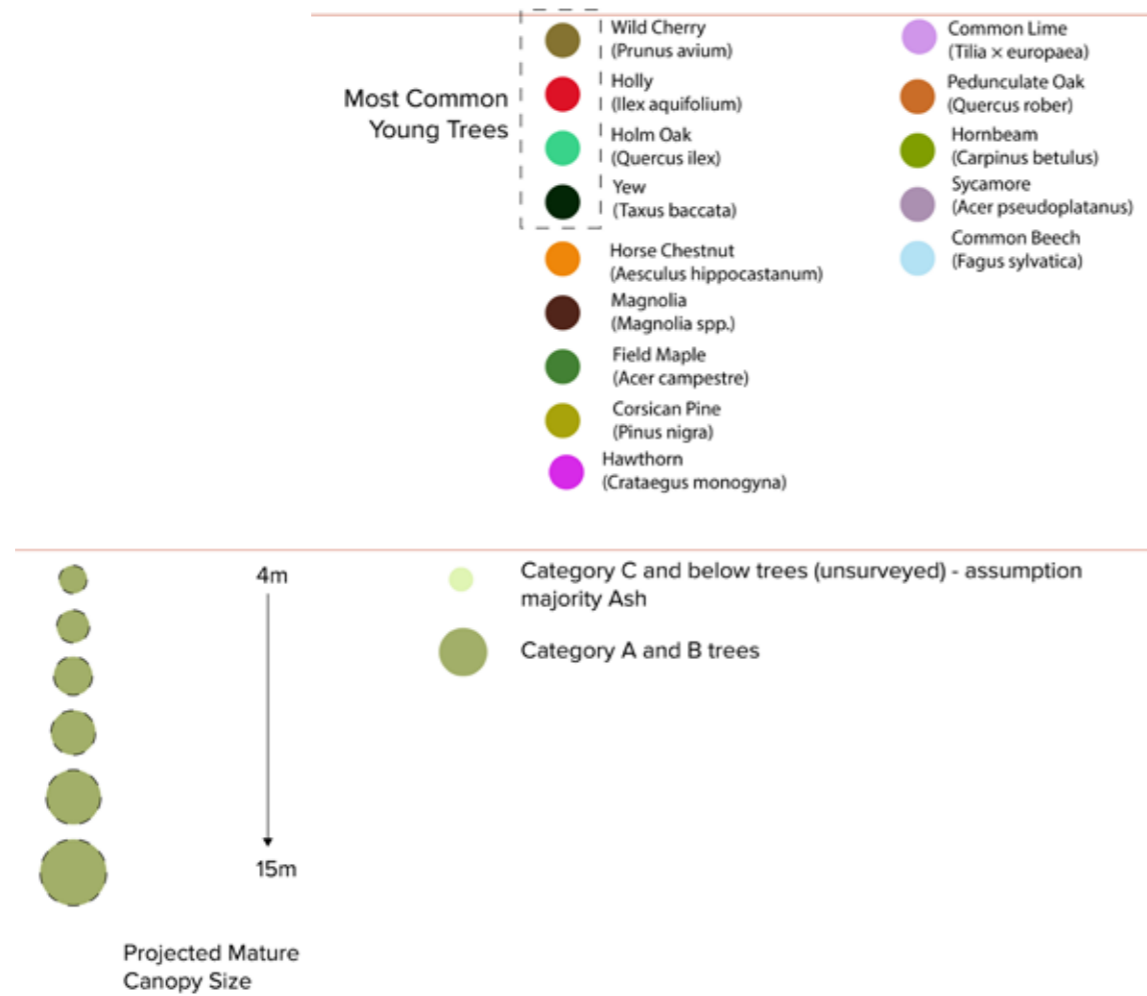 Most Common
Young Trees
Wild Cherry
(Prunus avium)
Holly
(Ilex aquifolium)
Holm Oak
(Quercus ilex)
Yew
(Taxus baccata)
Horse Chestnut
(Aesculus hippocastanum)
Magnolia
(Magnolia spp.)
Field Maple
(Acer campestre)
Corsican Pine
(Pinus nigra)
Hawthorn
(Crataegus monogyna)
Common Lime
(Tilia × europaea)
Pedunculate Oak
(Quercus rober)
Hornbeam
(Carpinus betulus)
Sycamore
(Acer pseudoplatanus)
Common Beech
(Fagus sylvatica)
4m
15m
Projected Mature
Canopy Size
Category C and below trees (unsurveyed) - assumption
majority Ash
Category A and B trees